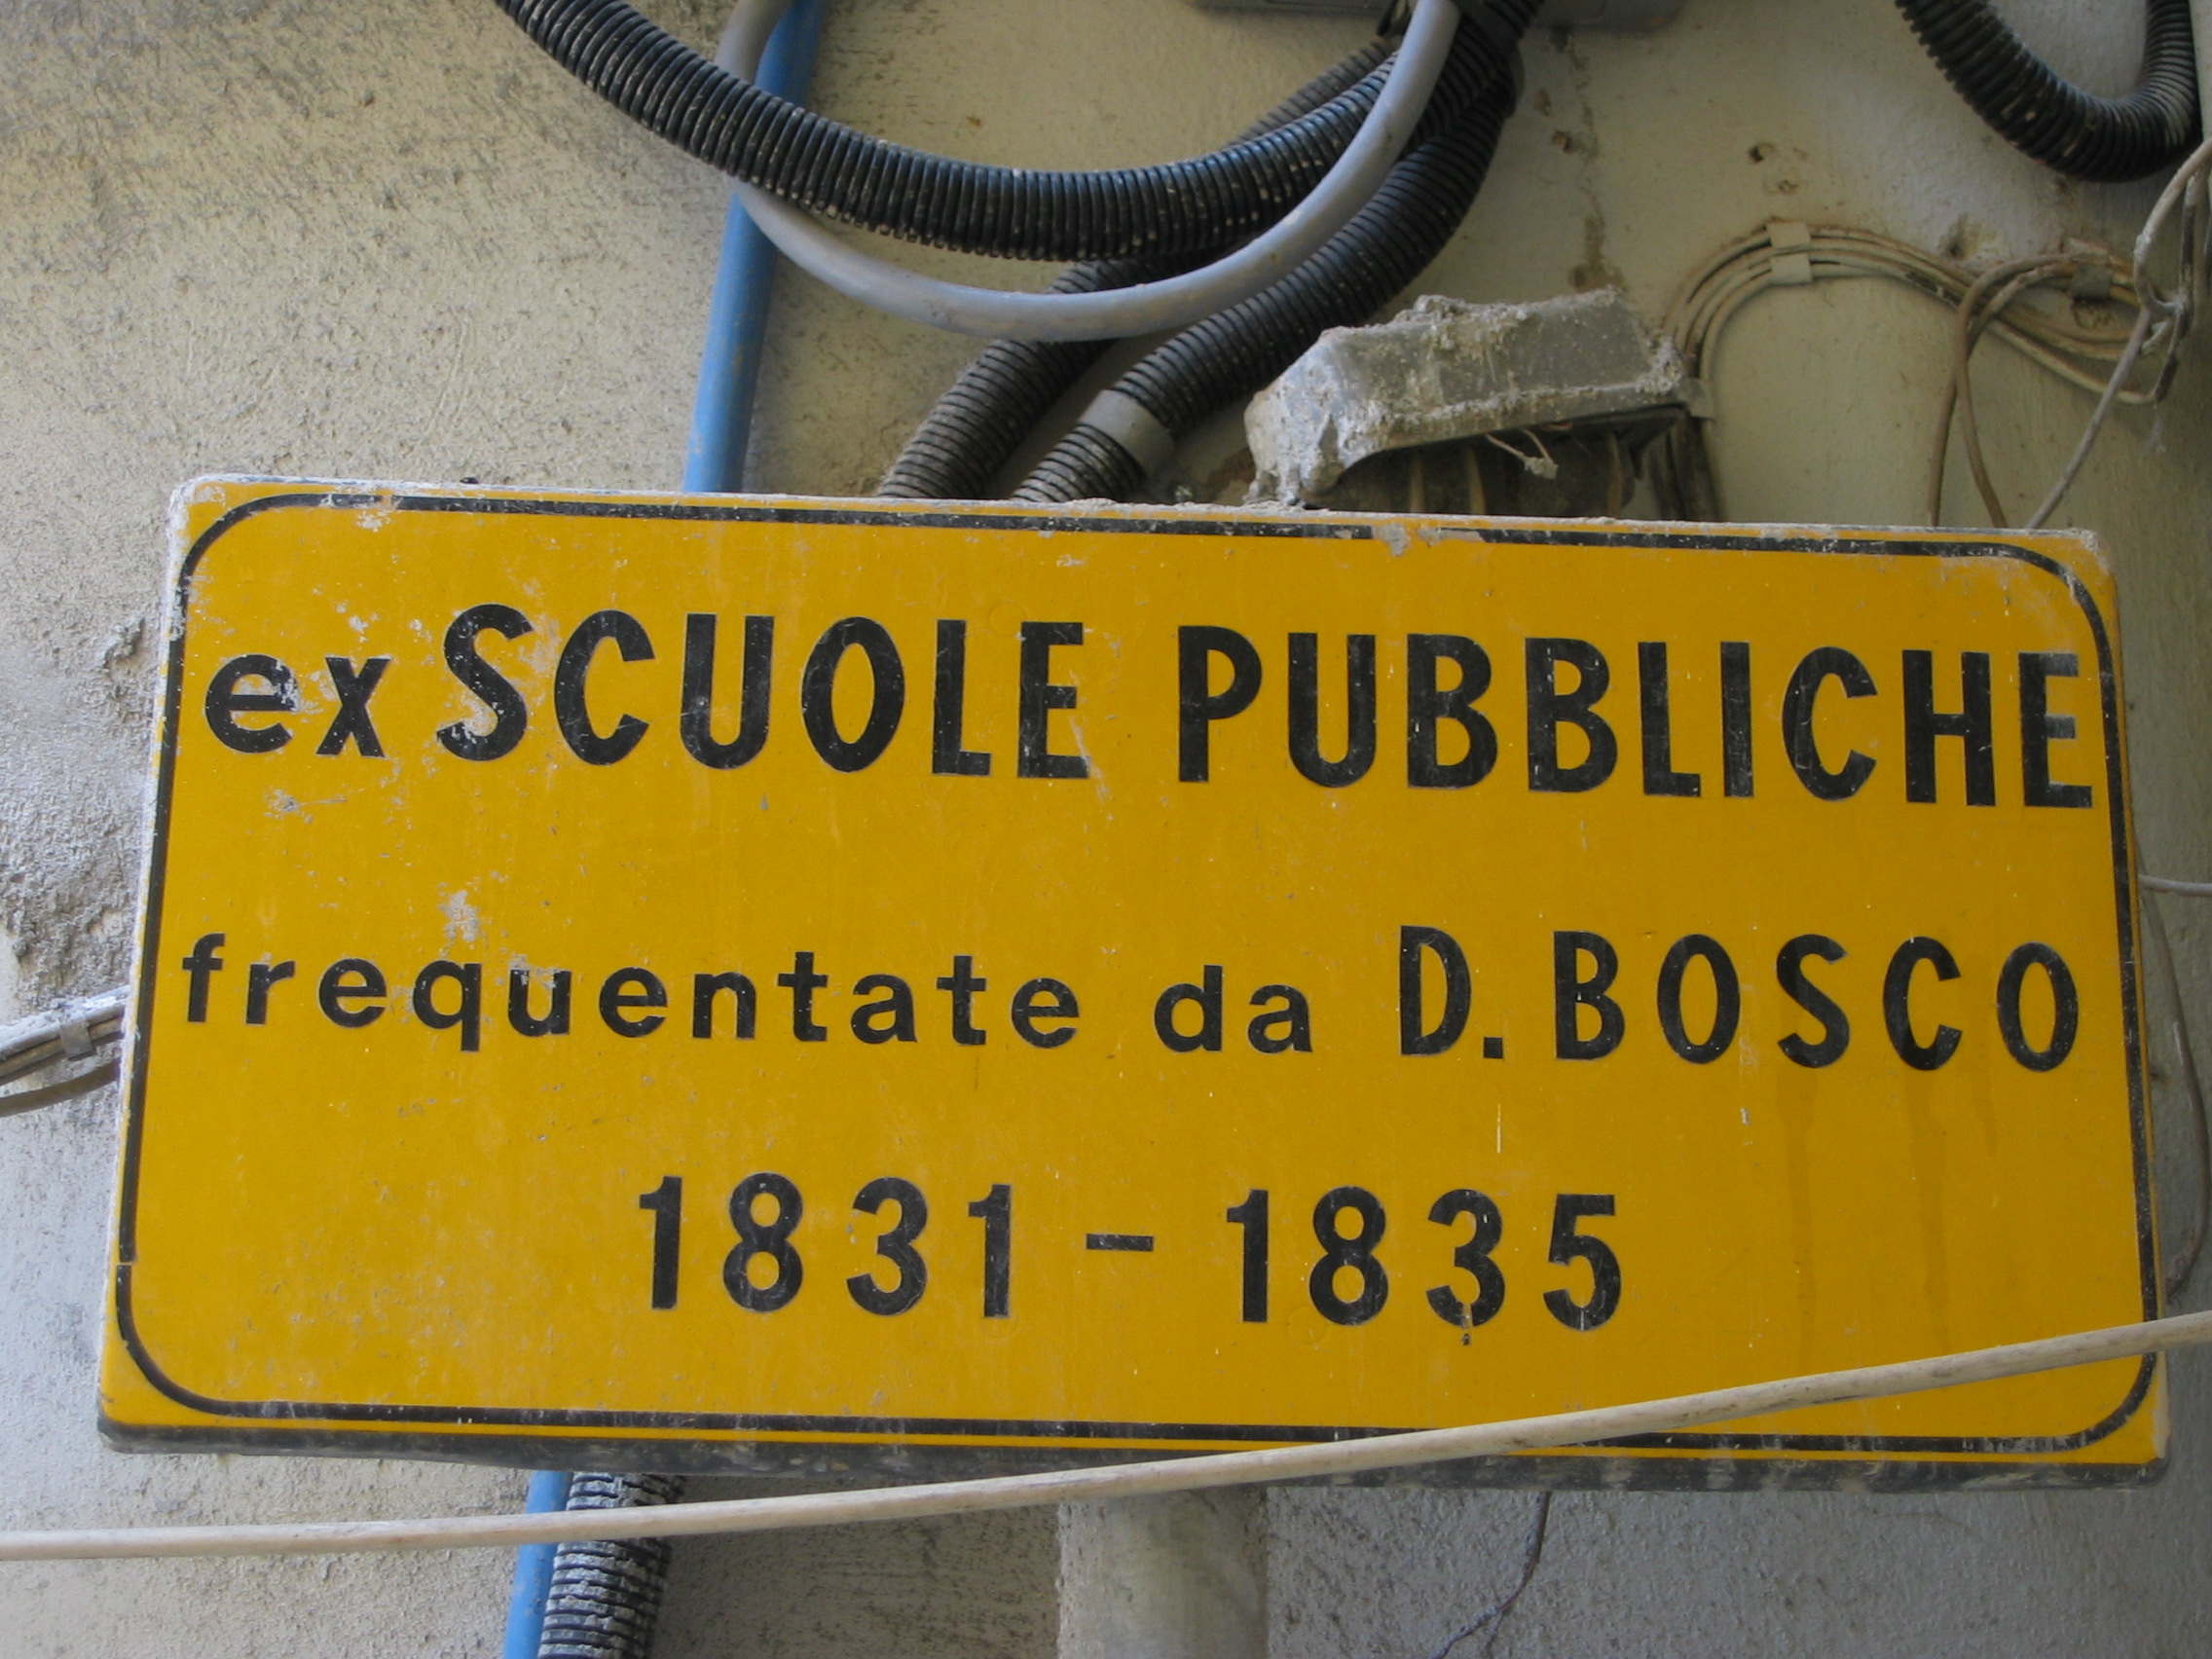 ex SCUOLE PUBBLICHE
frequentate da D. BOSCO
1831 - 1835